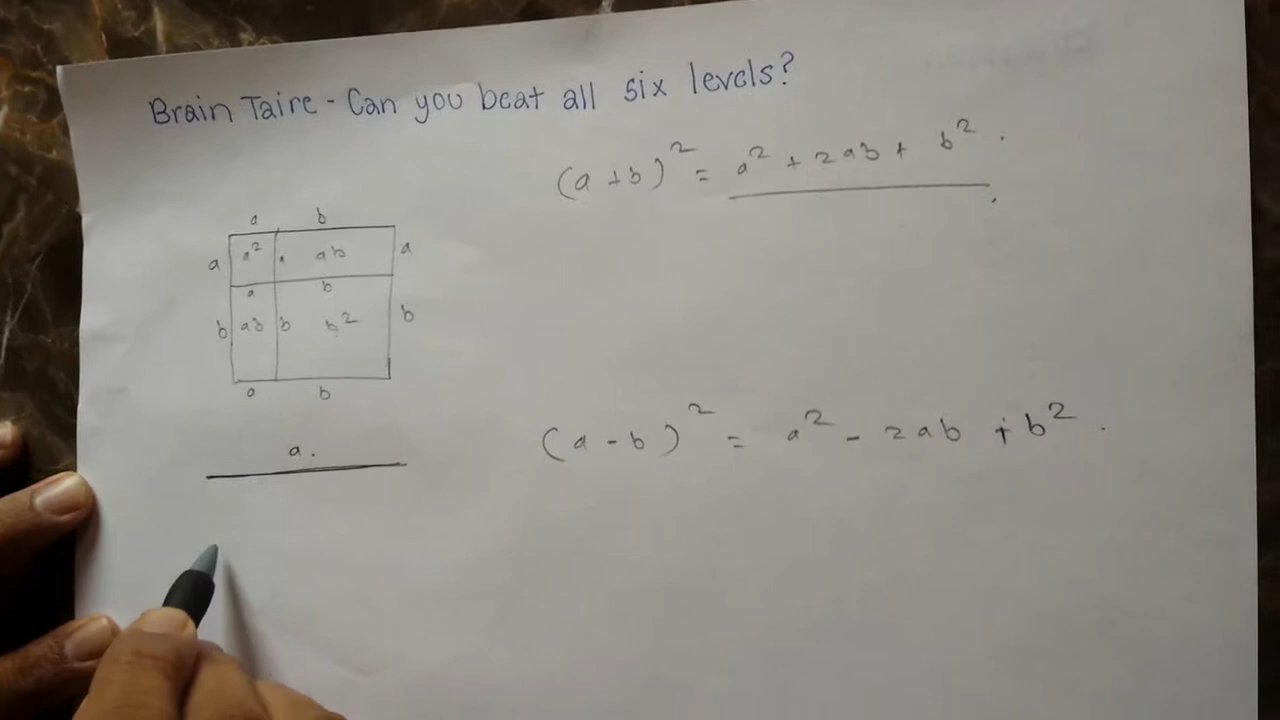 Brain Taire - Can you beat all six levels?
(a + b)² = a² + 2ab + b².
a b
a a² a ab a
a b
b ab b b² b
a b
(a - b)² = a² - 2ab + b².
a.